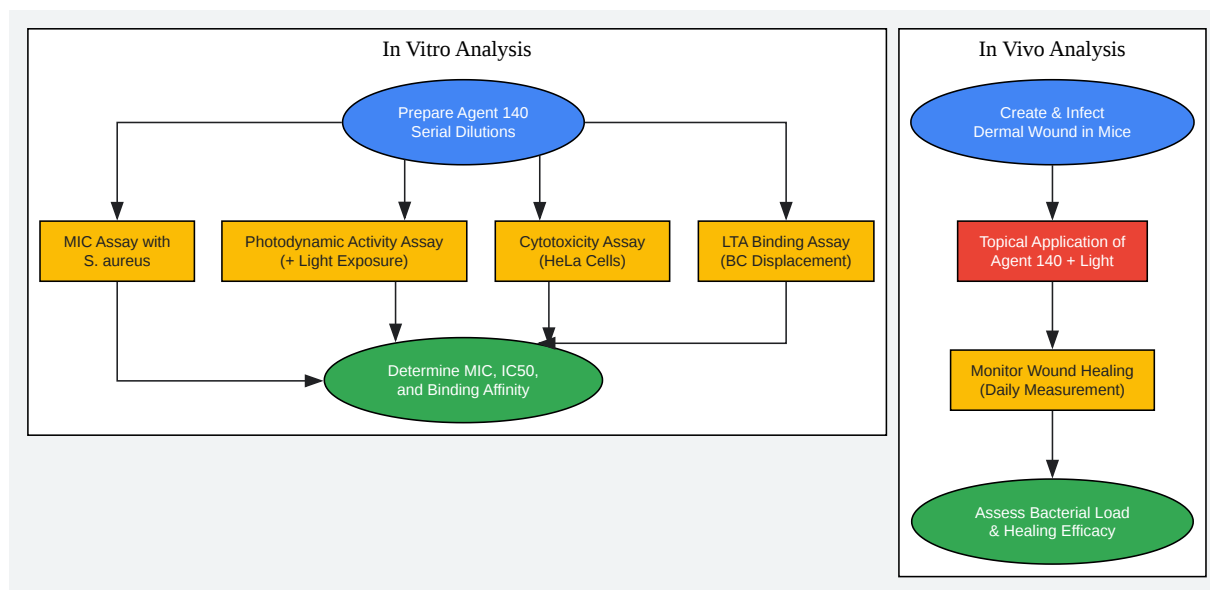 In Vitro Analysis
Prepare Agent 140
Serial Dilutions
MIC Assay with
S. aureus
Photodynamic Activity Assay
(+ Light Exposure)
Cytotoxicity Assay
(HeLa Cells)
LTA Binding Assay
(BC Displacement)
Determine MIC, IC50,
and Binding Affinity
In Vivo Analysis
Create & Infect
Dermal Wound in Mice
Topical Application of
Agent 140 + Light
Monitor Wound Healing
(Daily Measurement)
Assess Bacterial Load
& Healing Efficacy